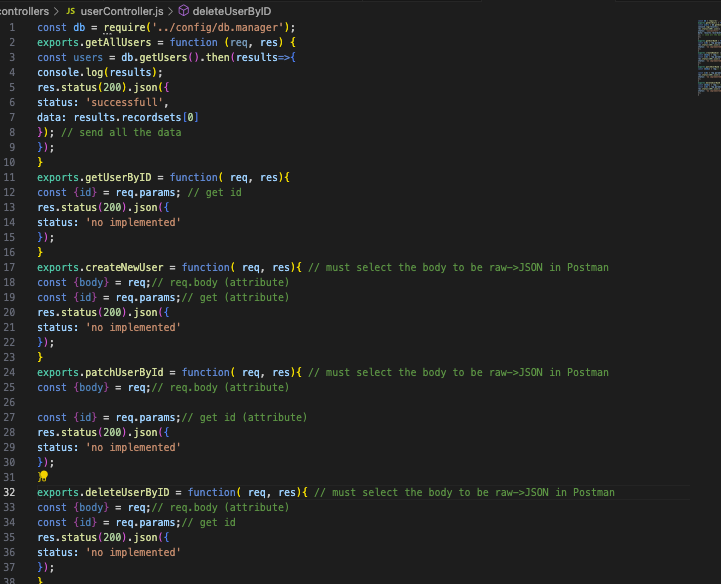 controllers > JS userController.js > deleteUserByID
1 const db = require('../config/db.manager');
2 exports.getAllUsers = function (req, res) {
3 const users = db.getUsers().then(results=>{
4 console.log(results);
5 res.status(200).json({
6 status: 'successfull',
7 data: results.recordsets[0]
8 }); // send all the data
9 });
10 }
11 exports.getUserByID = function( req, res){
12 const {id} = req.params; // get id
13 res.status(200).json({
14 status: 'no implemented'
15 });
16 }
17 exports.createNewUser = function( req, res){ // must select the body to be raw->JSON in Postman
18 const {body} = req;// req.body (attribute)
19 const {id} = req.params;// get (attribute)
20 res.status(200).json({
21 status: 'no implemented'
22 });
23 }
24 exports.patchUserById = function( req, res){ // must select the body to be raw->JSON in Postman
25 const {body} = req;// req.body (attribute)
26
27 const {id} = req.params;// get id (attribute)
28 res.status(200).json({
29 status: 'no implemented'
30 });
31 }
32 exports.deleteUserByID = function( req, res){ // must select the body to be raw->JSON in Postman
33 const {body} = req;// req.body (attribute)
34 const {id} = req.params;// get id
35 res.status(200).json({
36 status: 'no implemented'
37 });
38 }